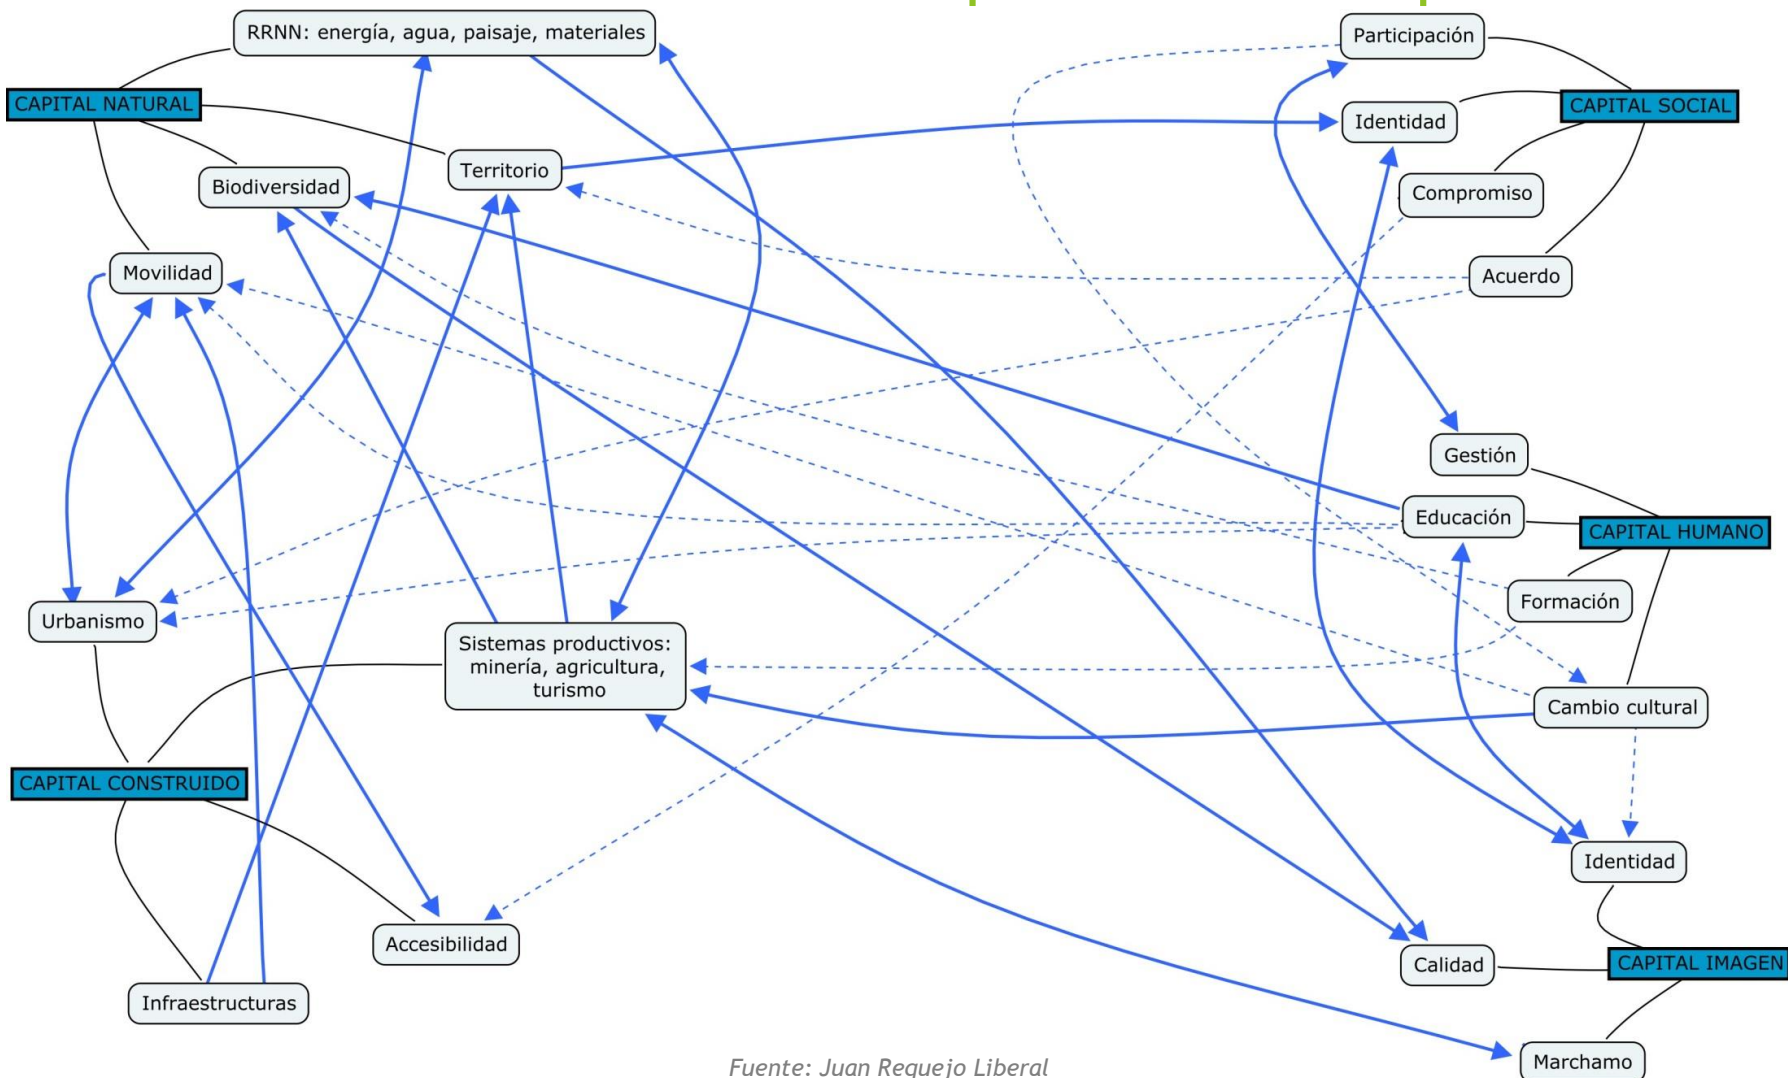 RRNN: energía, agua, paisaje, materiales
Participación
CAPITAL NATURAL
CAPITAL SOCIAL
Identidad
Territorio
Biodiversidad
Compromiso
Movilidad
Acuerdo
Gestión
Educación
CAPITAL HUMANO
Formación
Urbanismo
Sistemas productivos:
minería, agricultura,
turismo
Cambio cultural
CAPITAL CONSTRUIDO
Identidad
Accesibilidad
Calidad
CAPITAL IMAGEN
Infraestructuras
Marchamo
Fuente: Juan Requejo Liberal